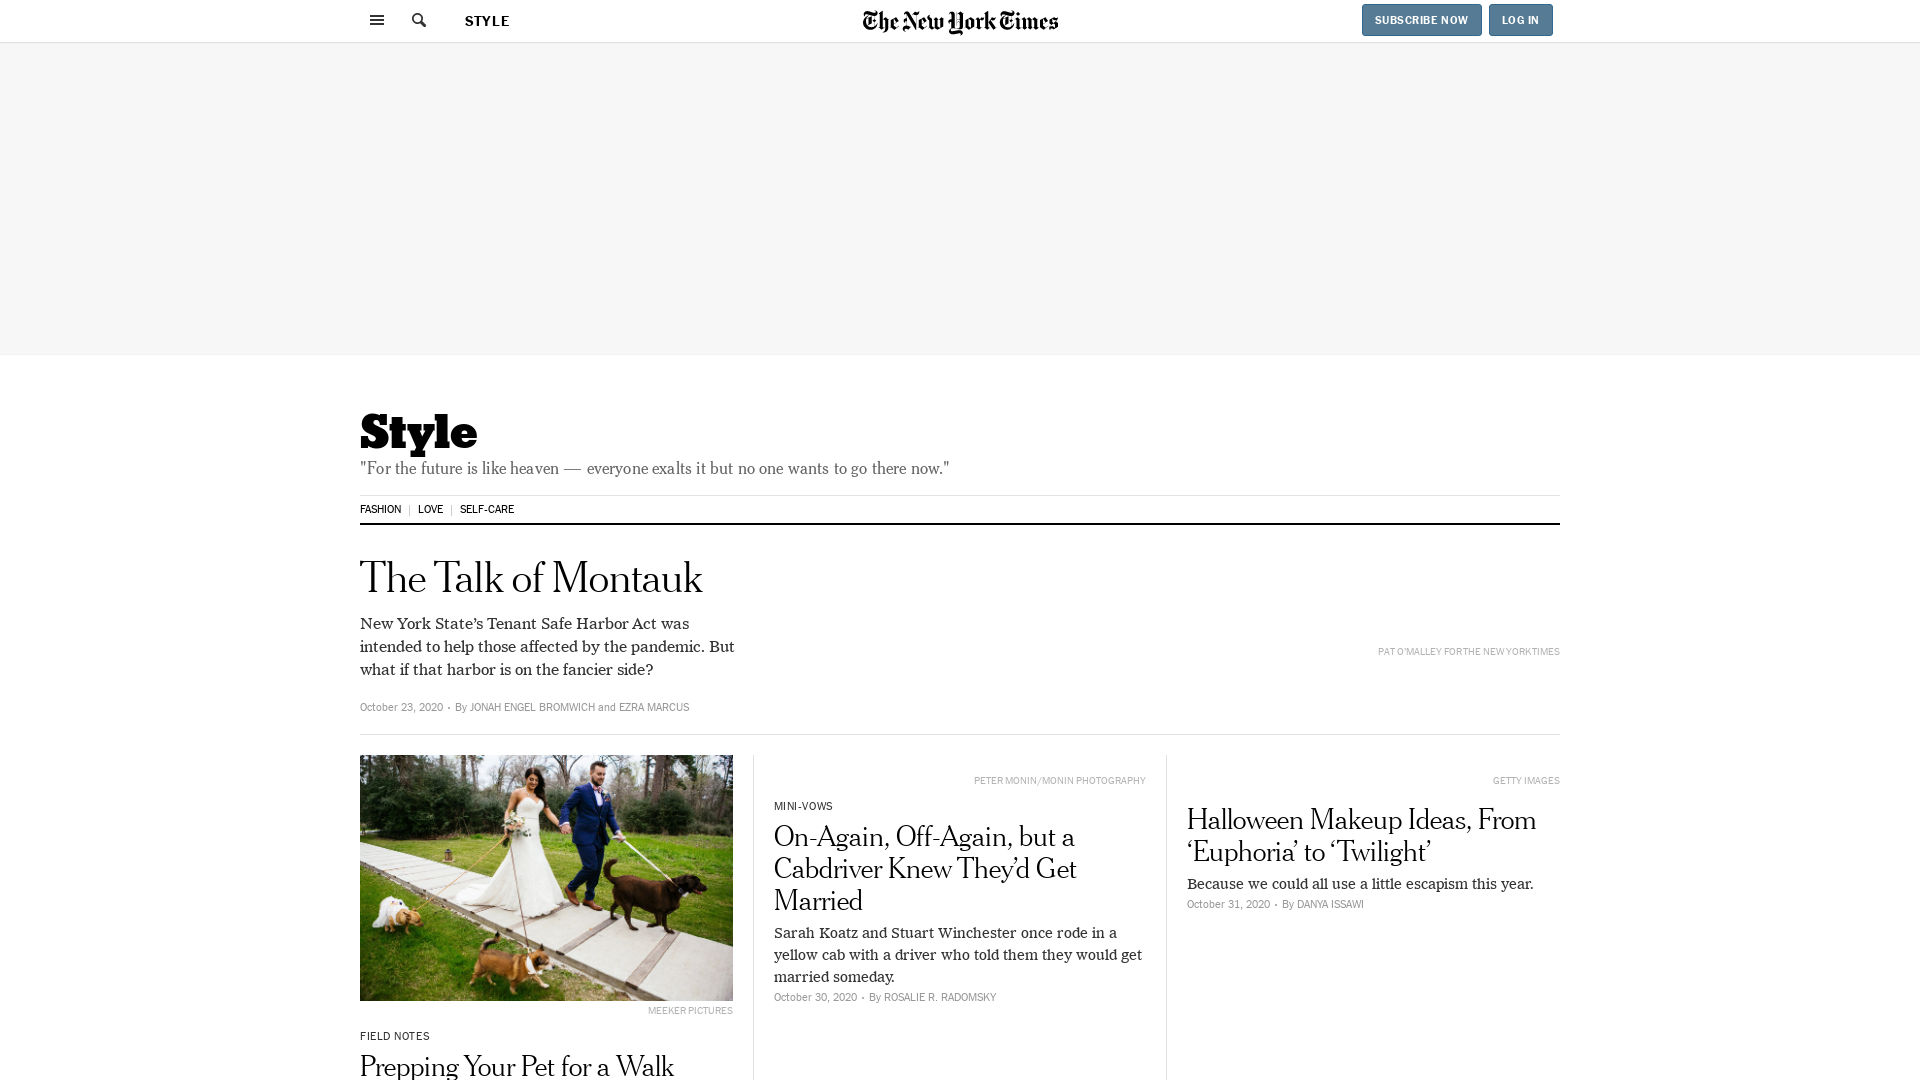 STYLE
The New York Times
SUBSCRIBE NOW
LOG IN
Style
"For the future is like heaven — everyone exalts it but no one wants to go there now."
FASHION
LOVE
SELF-CARE
The Talk of Montauk
New York State’s Tenant Safe Harbor Act was
intended to help those affected by the pandemic. But
what if that harbor is on the fancier side?
PAT O’MALLEY FOR THE NEW YORK TIMES
October 23, 2020 • By JONAH ENGEL BROMWICH and EZRA MARCUS
MEEKER PICTURES
FIELD NOTES
Prepping Your Pet for a Walk
PETER MONIN/MONIN PHOTOGRAPHY
MINI-VOWS
On-Again, Off-Again, but a
Cabdriver Knew They’d Get
Married
Sarah Koatz and Stuart Winchester once rode in a
yellow cab with a driver who told them they would get
married someday.
October 30, 2020 • By ROSALIE R. RADOMSKY
GETTY IMAGES
Halloween Makeup Ideas, From
‘Euphoria’ to ‘Twilight’
Because we could all use a little escapism this year.
October 31, 2020 • By DANYA ISSAWI